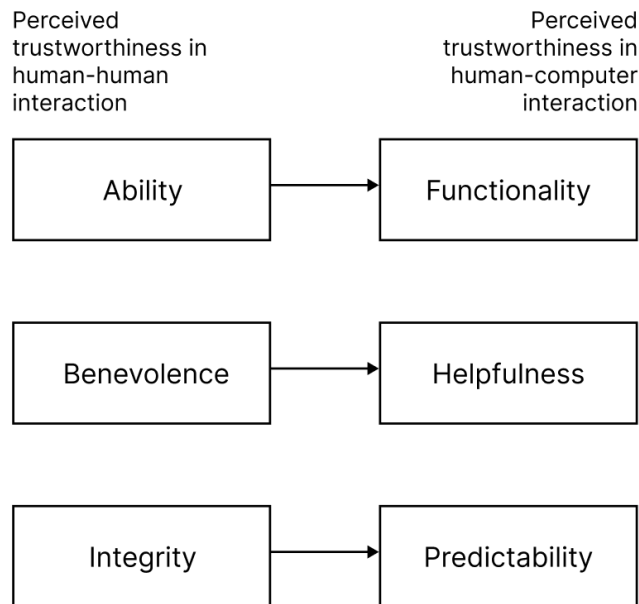 Perceived
trustworthiness in
human-human
interaction
Perceived
trustworthiness in
human-computer
interaction
Ability
Functionality
Benevolence
Helpfulness
Integrity
Predictability